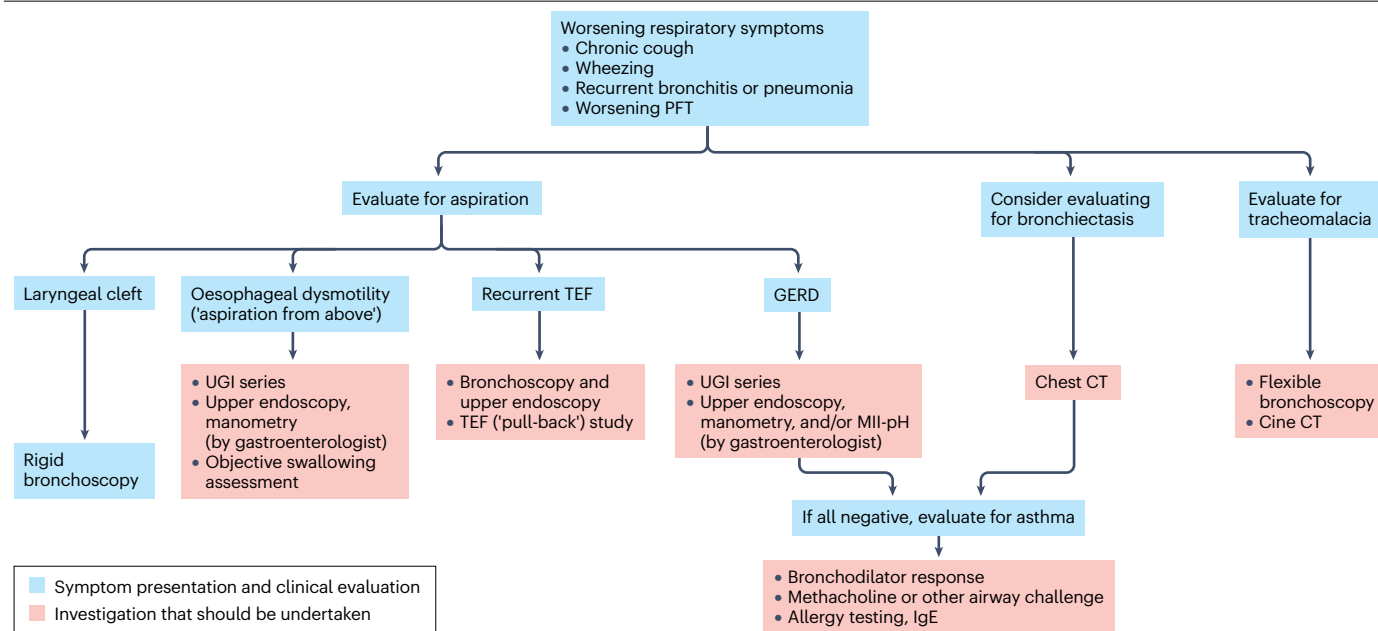 Worsening respiratory symptoms
• Chronic cough
• Wheezing
• Recurrent bronchitis or pneumonia
• Worsening PFT
Evaluate for aspiration
Consider evaluating
for bronchiectasis
Evaluate for
tracheomalacia
Laryngeal cleft
Oesophageal dysmotility
('aspiration from above')
Recurrent TEF
GERD
• UGI series
• Upper endoscopy,
manometry
(by gastroenterologist)
• Objective swallowing
assessment
• Bronchoscopy and
upper endoscopy
• TEF ('pull-back') study
• UGI series
• Upper endoscopy,
manometry, and/or MII-pH
(by gastroenterologist)
Chest CT
• Flexible
bronchoscopy
• Cine CT
Rigid
bronchoscopy
If all negative, evaluate for asthma
• Bronchodilator response
• Methacholine or other airway challenge
• Allergy testing, IgE
Symptom presentation and clinical evaluation
Investigation that should be undertaken